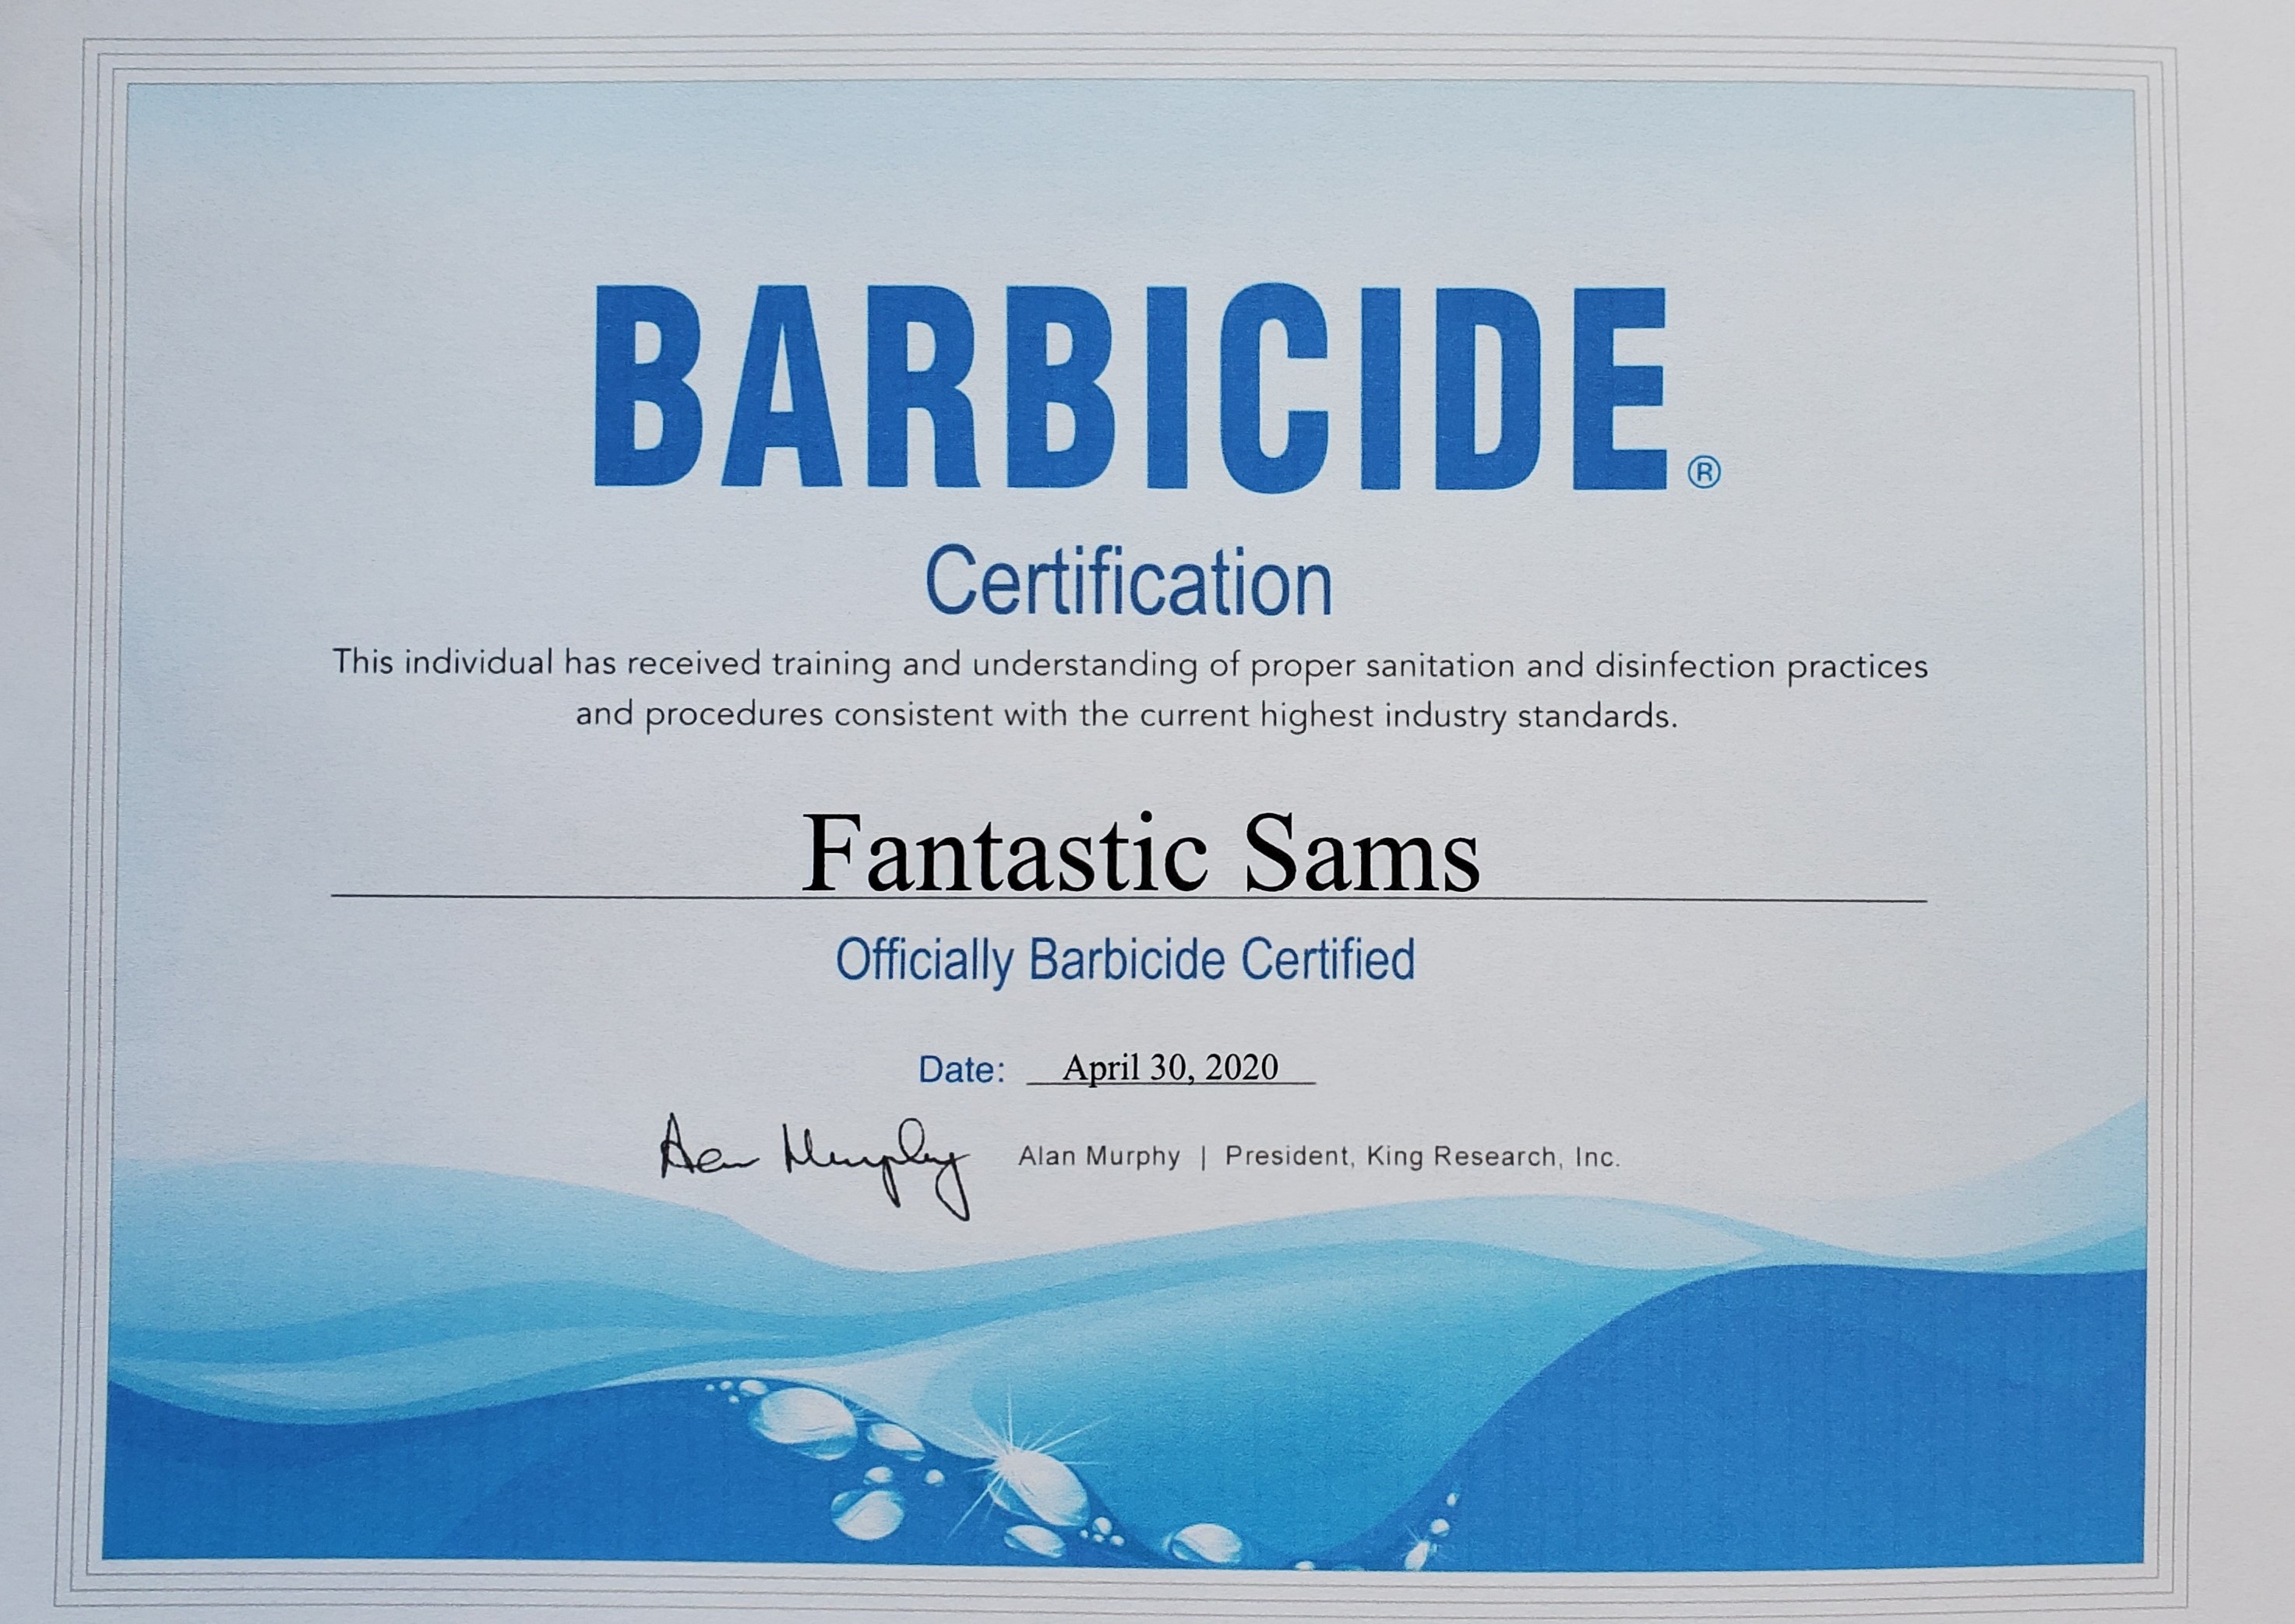 BARBICIDE®
Certification
This individual has received training and understanding of proper sanitation and disinfection practices
and procedures consistent with the current highest industry standards.
Fantastic Sams
Officially Barbicide Certified
Date: April 30, 2020
Alan Murphy Alan Murphy | President, King Research, Inc.